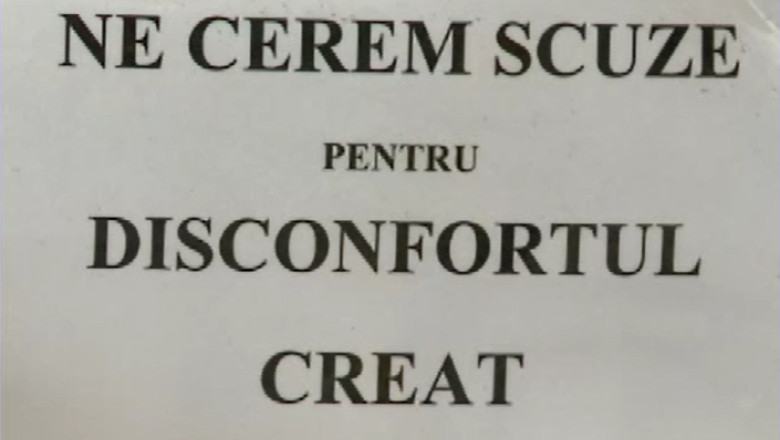 NE CEREM SCUZE
PENTRU
DISCONFORTUL
CREAT